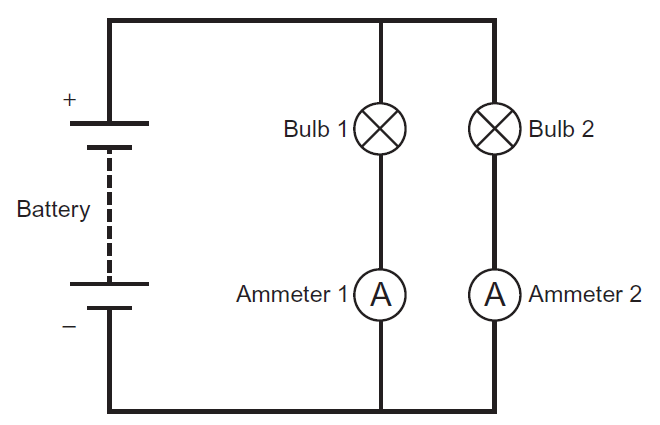 +
Bulb 1
Bulb 2
Battery
Ammeter 1
A
A
Ammeter 2
–